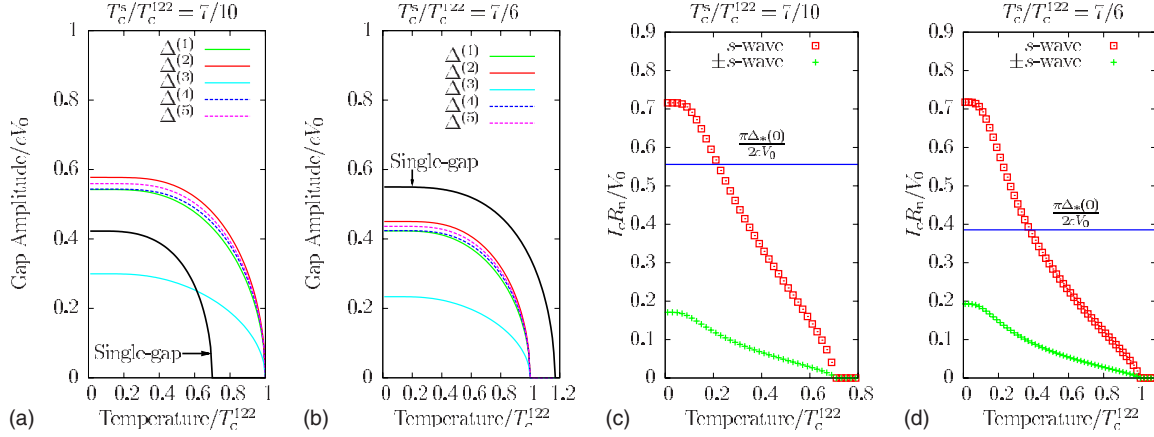 T_c^s/T_c^122 = 7/10
Gap Amplitude/eV₀
1
0.8
0.6
0.4
0.2
0
Δ^(1)
Δ^(2)
Δ^(3)
Δ^(4)
Δ^(5)
Single-gap
0 0.2 0.4 0.6 0.8 1
Temperature/T_c^122
(a)
T_c^s/T_c^122 = 7/6
Gap Amplitude/eV₀
1
0.8
0.6
0.4
0.2
0
Δ^(1)
Δ^(2)
Δ^(3)
Δ^(4)
Δ^(5)
Single-gap
0 0.2 0.4 0.6 0.8 1 1.2
Temperature/T_c^122
(b)
T_c^s/T_c^122 = 7/10
I_cR_n/V₀
0.9
0.8
0.7
0.6
0.5
0.4
0.3
0.2
0.1
0
s-wave
±s-wave
πΔ_*(0)
2eV₀
0 0.2 0.4 0.6 0.8
Temperature/T_c^122
(c)
T_c^s/T_c^122 = 7/6
I_cR_n/V₀
0.9
0.8
0.7
0.6
0.5
0.4
0.3
0.2
0.1
0
s-wave
±s-wave
πΔ_*(0)
2eV₀
0 0.2 0.4 0.6 0.8 1
Temperature/T_c^122
(d)